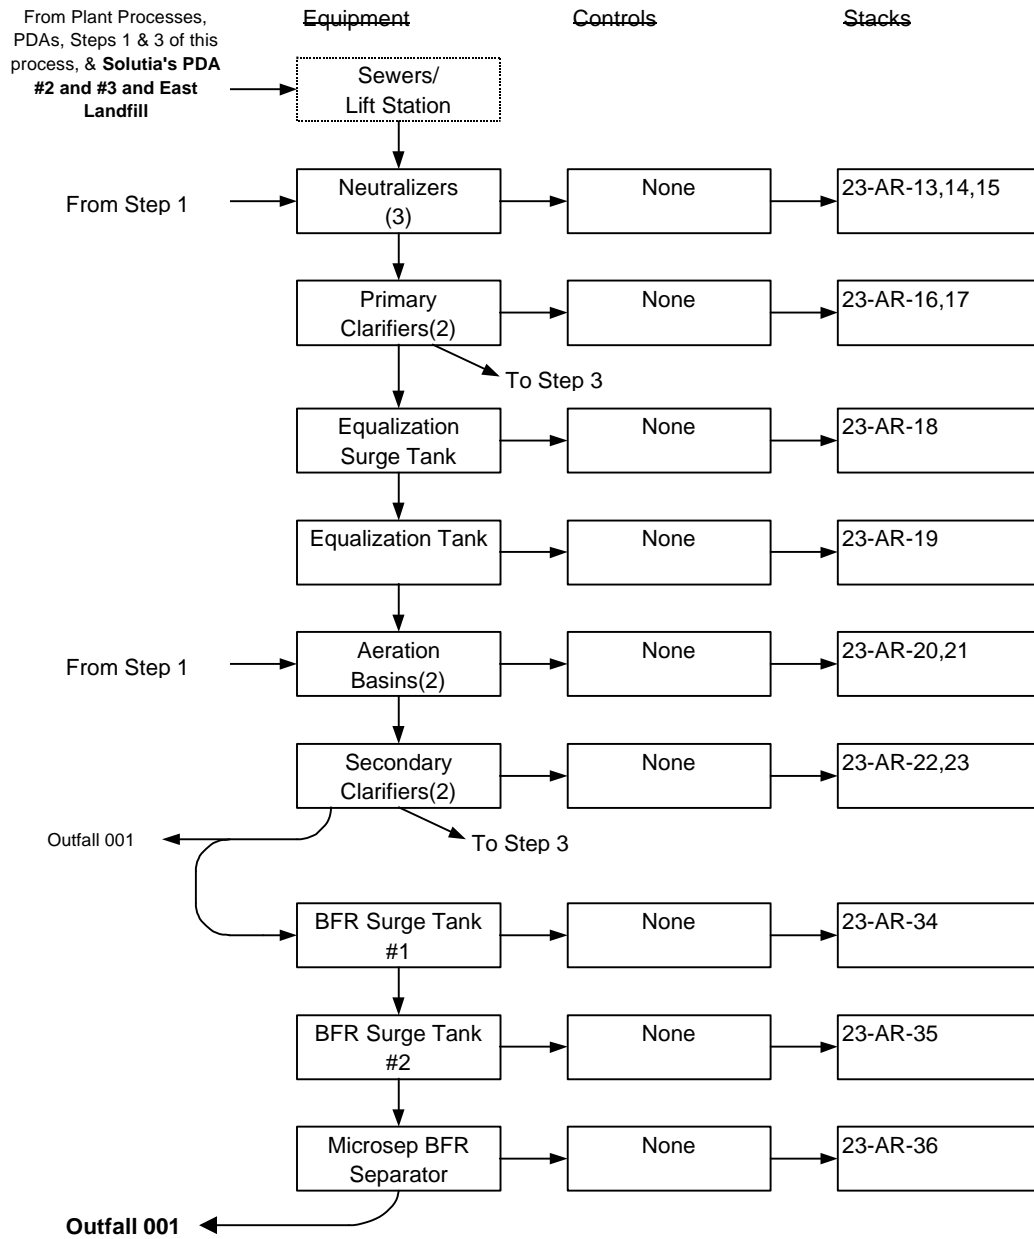 From Plant Processes,
PDAs, Steps 1 & 3 of this
process, & Solutia's PDA
#2 and #3 and East
Landfill
Equipment
Controls
Stacks
Sewers/
Lift Station
From Step 1
Neutralizers
(3)
None
23-AR-13,14,15
Primary
Clarifiers(2)
None
23-AR-16,17
To Step 3
Equalization
Surge Tank
None
23-AR-18
Equalization Tank
None
23-AR-19
From Step 1
Aeration
Basins(2)
None
23-AR-20,21
Secondary
Clarifiers(2)
None
23-AR-22,23
Outfall 001
To Step 3
BFR Surge Tank
#1
None
23-AR-34
BFR Surge Tank
#2
None
23-AR-35
Microsep BFR
Separator
None
23-AR-36
Outfall 001